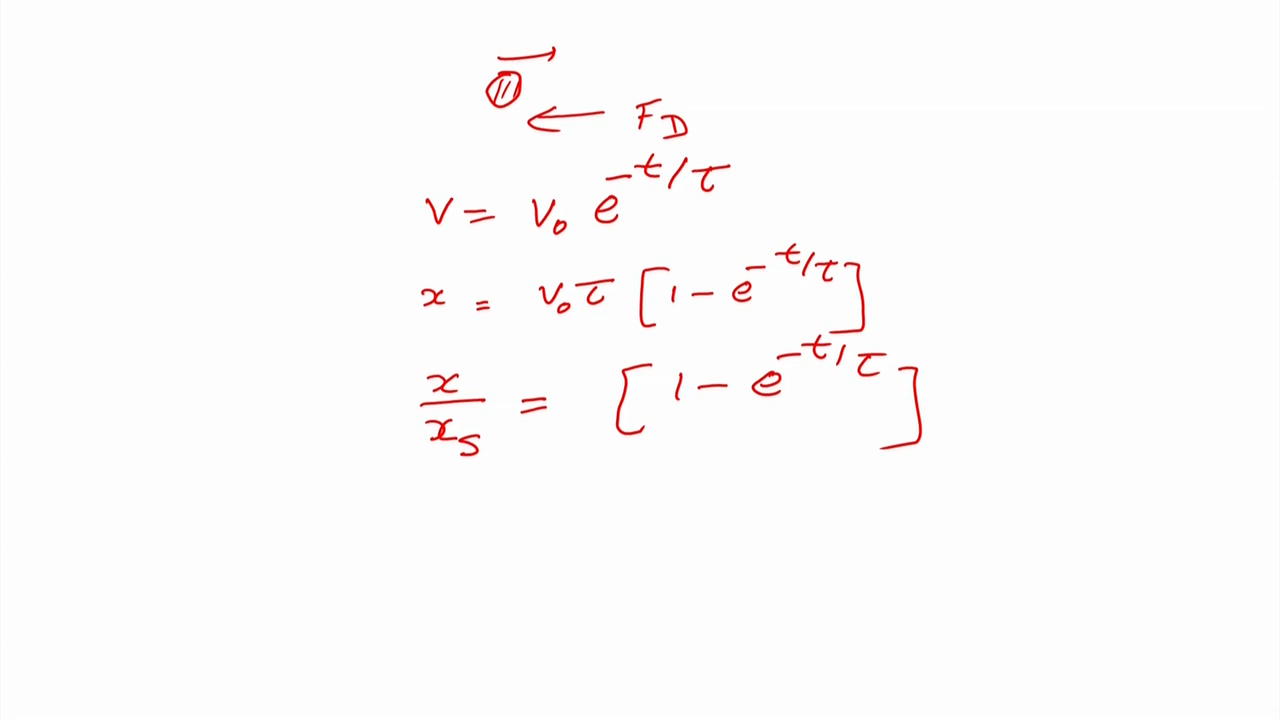 F_D
v = v₀ e^{-t/τ}
x = v₀τ [1 - e^{-t/τ}]
x/x_s = [1 - e^{-t/τ}]